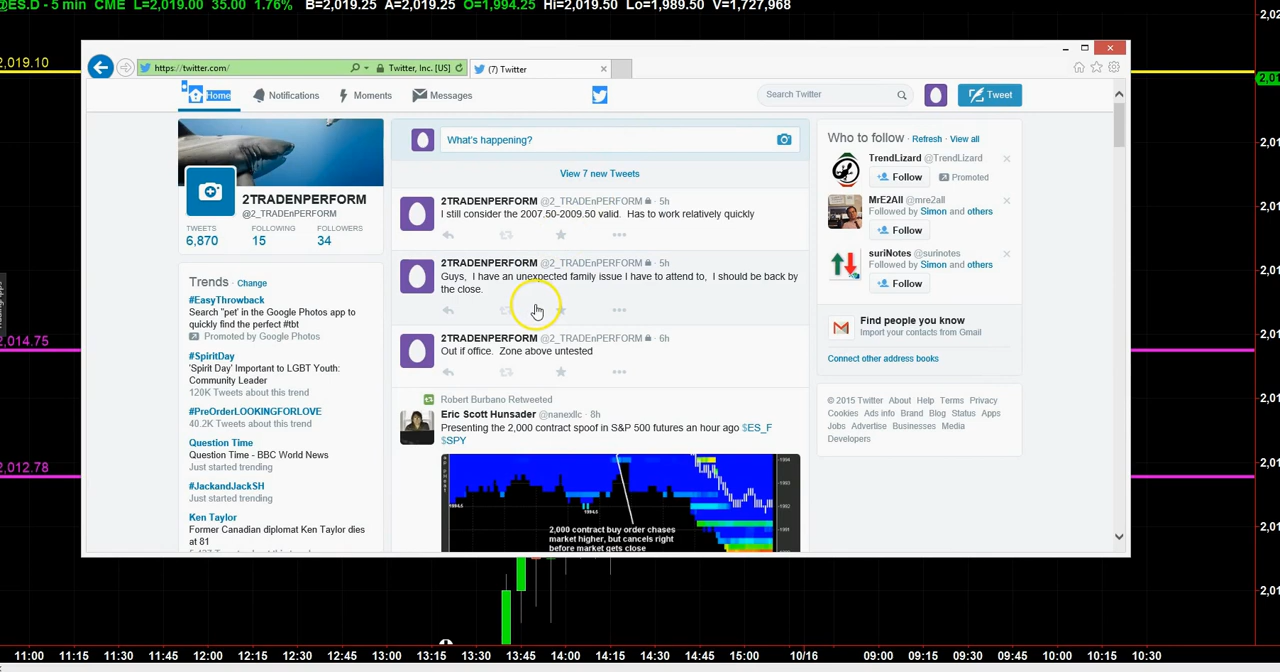 @ES.D - 5 min CME L=2,019.00 35.00 1.76% B=2,019.25 A=2,019.25 O=1,994.25 Hi=2,019.50 Lo=1,989.50 V=1,727,968
2,019.10
https://twitter.com/
Twitter, Inc. [US]
(7) Twitter
Home
Notifications
Moments
Messages
Search Twitter
Tweet
2TRADENPERFORM
@2_TRADEnPERFORM
TWEETS FOLLOWING FOLLOWERS
6,870 15 34
Trends · Change
#EasyThrowback
Search "pet" in the Google Photos app to
quickly find the perfect #tbt
Promoted by Google Photos
#SpiritDay
'Spirit Day' Important to LGBT Youth:
Community Leader
120K Tweets about this trend
#PreOrderLOOKINGFORLOVE
40.2K Tweets about this trend
Question Time
Question Time - BBC World News
Just started trending
#JackandJackSH
Just started trending
Ken Taylor
Former Canadian diplomat Ken Taylor dies
at 81
What's happening?
View 7 new Tweets
2TRADENPERFORM @2_TRADEnPERFORM · 5h
I still consider the 2007.50-2009.50 valid. Has to work relatively quickly
2TRADENPERFORM @2_TRADEnPERFORM · 5h
Guys, I have an unexpected family issue I have to attend to, I should be back by
the close.
2TRADENPERFORM @2_TRADEnPERFORM · 6h
Out if office. Zone above untested
Robert Burbano Retweeted
Eric Scott Hunsader @nanexllc · 8h
Presenting the 2,000 contract spoof in S&P 500 futures an hour ago $ES_F
$SPY
2,000 contract buy order chases
market higher, but cancels right
before market gets close
Who to follow · Refresh · View all
TrendLizard @TrendLizard
Follow
Promoted
MrE2All @mre2all
Followed by Simon and others
Follow
suriNotes @surinotes
Followed by Simon and others
Follow
Find people you know
Import your contacts from Gmail
Connect other address books
© 2015 Twitter About Help Terms Privacy
Cookies Ads info Brand Blog Status Apps
Jobs Advertise Businesses Media
Developers
2,014.75
2,012.78
11:00 11:15 11:45 12:00 12:30 12:45 13:00 13:15 13:45 14:00 14:15 14:30 15:00 10/16 09:00 09:15 09:30 09:45 10:00 10:15 10:30